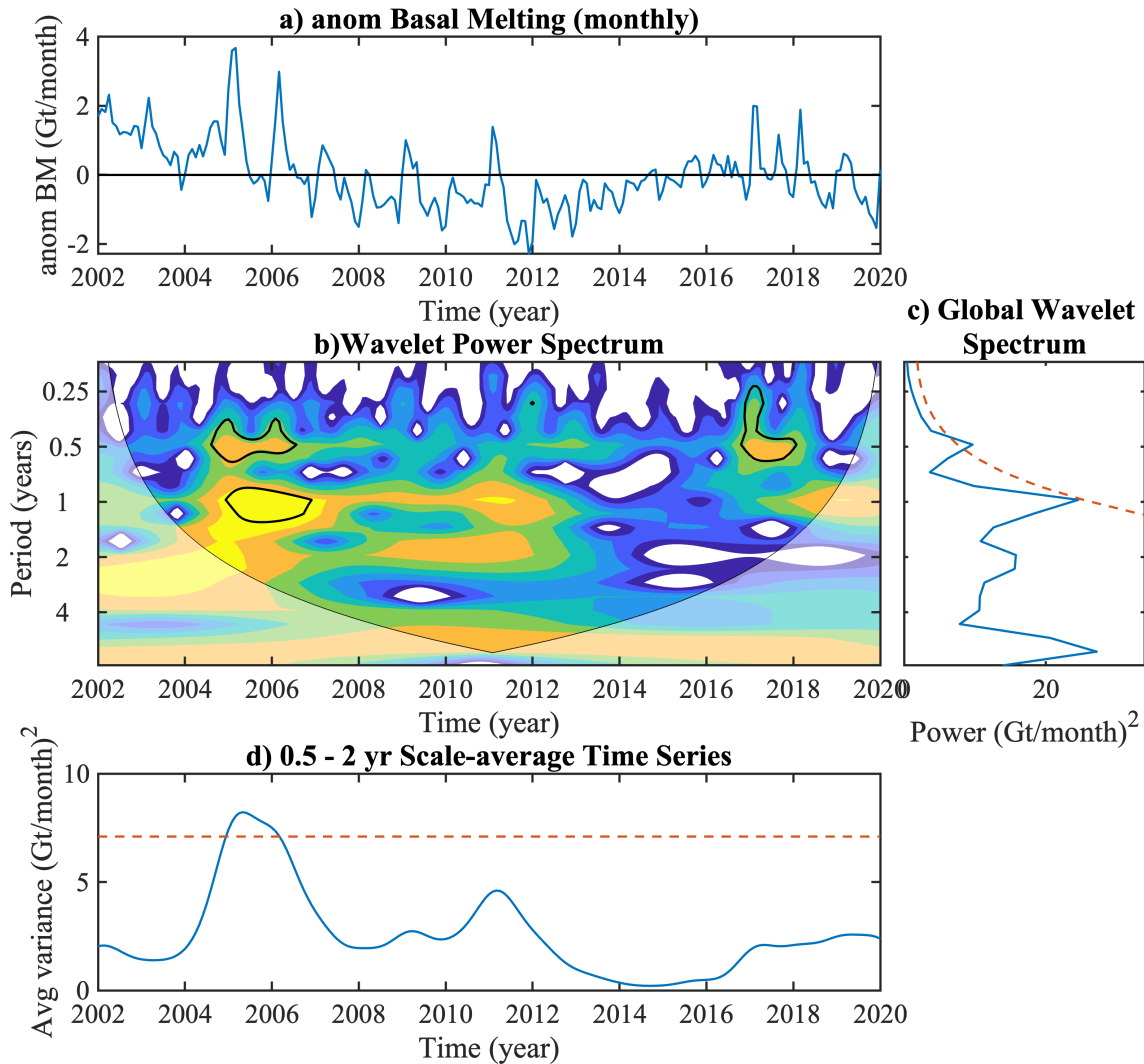 a) anom Basal Melting (monthly)
anom BM (Gt/month)
4
2
0
-2
2002 2004 2006 2008 2010 2012 2014 2016 2018 2020
Time (year)
b)Wavelet Power Spectrum
Period (years)
0.25
0.5
1
2
4
2002 2004 2006 2008 2010 2012 2014 2016 2018 2020
Time (year)
c) Global Wavelet
Spectrum
0 20
Power (Gt/month)²
d) 0.5 - 2 yr Scale-average Time Series
Avg variance (Gt/month)²
10
5
0
2002 2004 2006 2008 2010 2012 2014 2016 2018 2020
Time (year)